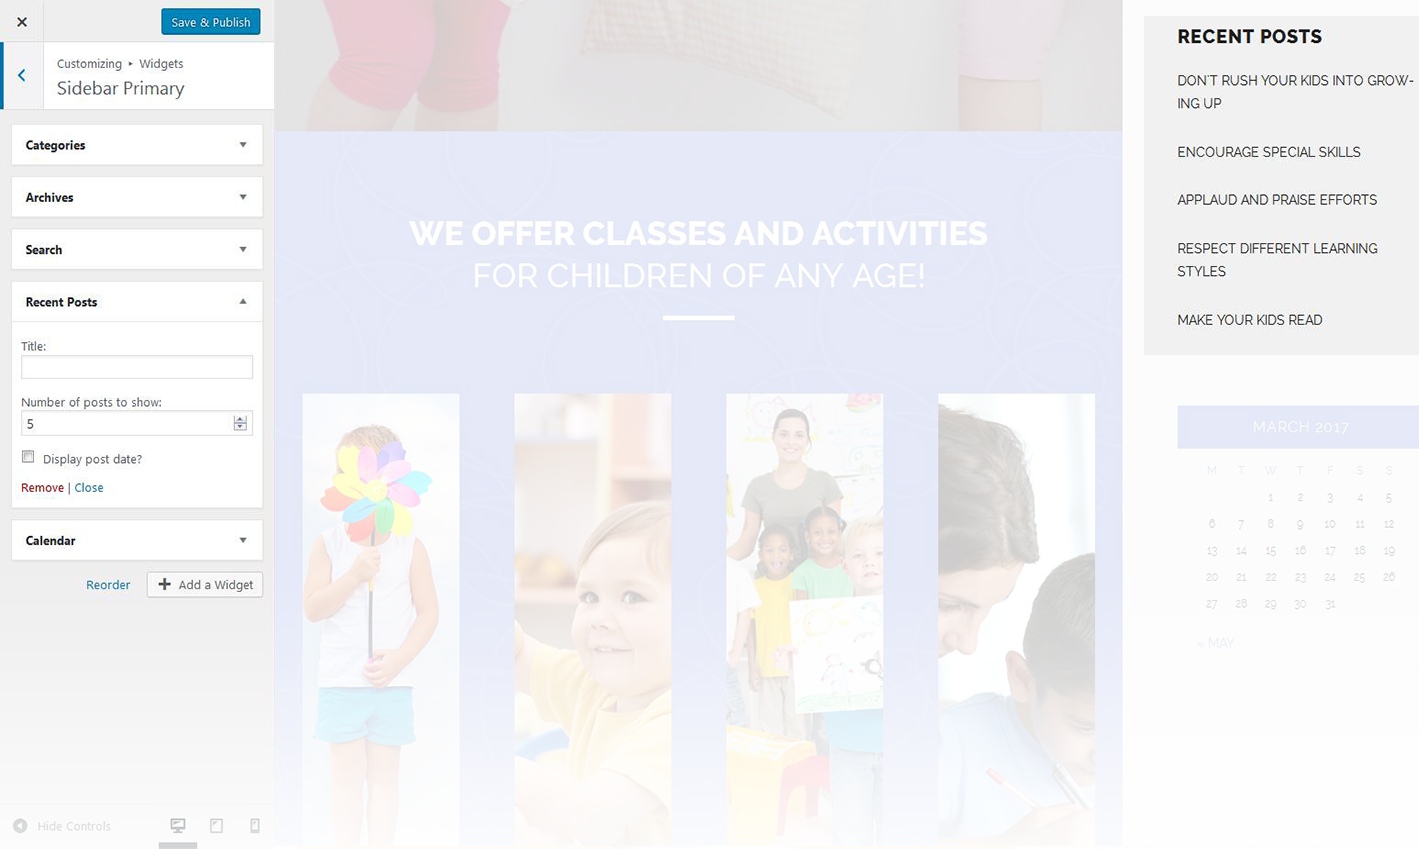 Save & Publish
Customizing ▸ Widgets
Sidebar Primary
Categories
Archives
Search
Recent Posts
Title:
Number of posts to show:
5
Display post date?
Remove | Close
Calendar
Reorder
Add a Widget
Hide Controls
WE OFFER CLASSES AND ACTIVITIES
FOR CHILDREN OF ANY AGE!
RECENT POSTS
DON'T RUSH YOUR KIDS INTO GROW-
ING UP
ENCOURAGE SPECIAL SKILLS
APPLAUD AND PRAISE EFFORTS
RESPECT DIFFERENT LEARNING
STYLES
MAKE YOUR KIDS READ
MARCH 2017
M T W T F S S
1 2 3 4 5
6 7 8 9 10 11 12
13 14 15 16 17 18 19
20 21 22 23 24 25 26
27 28 29 30 31
« MAY